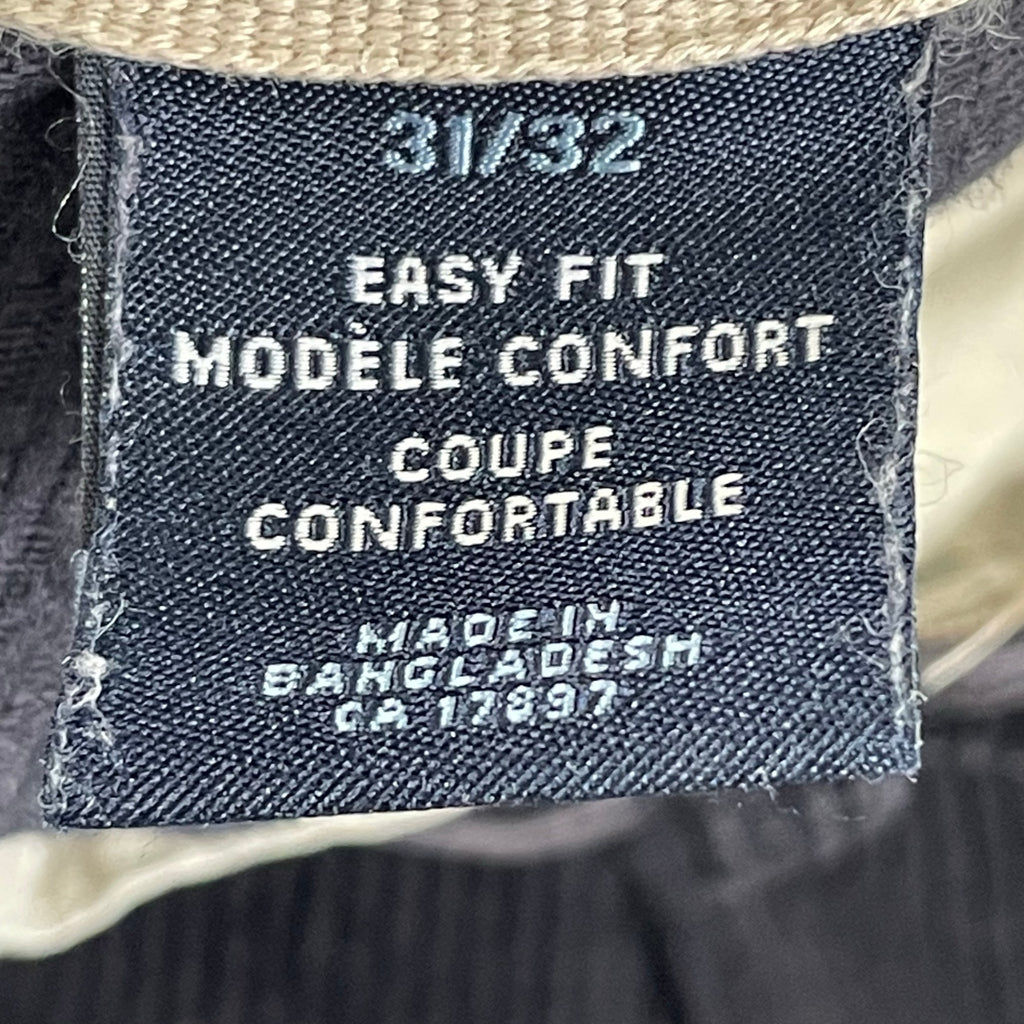 31/32
EASY FIT
MODÈLE CONFORT
COUPE
CONFORTABLE
MADE IN
BANGLADESH
CA 17897